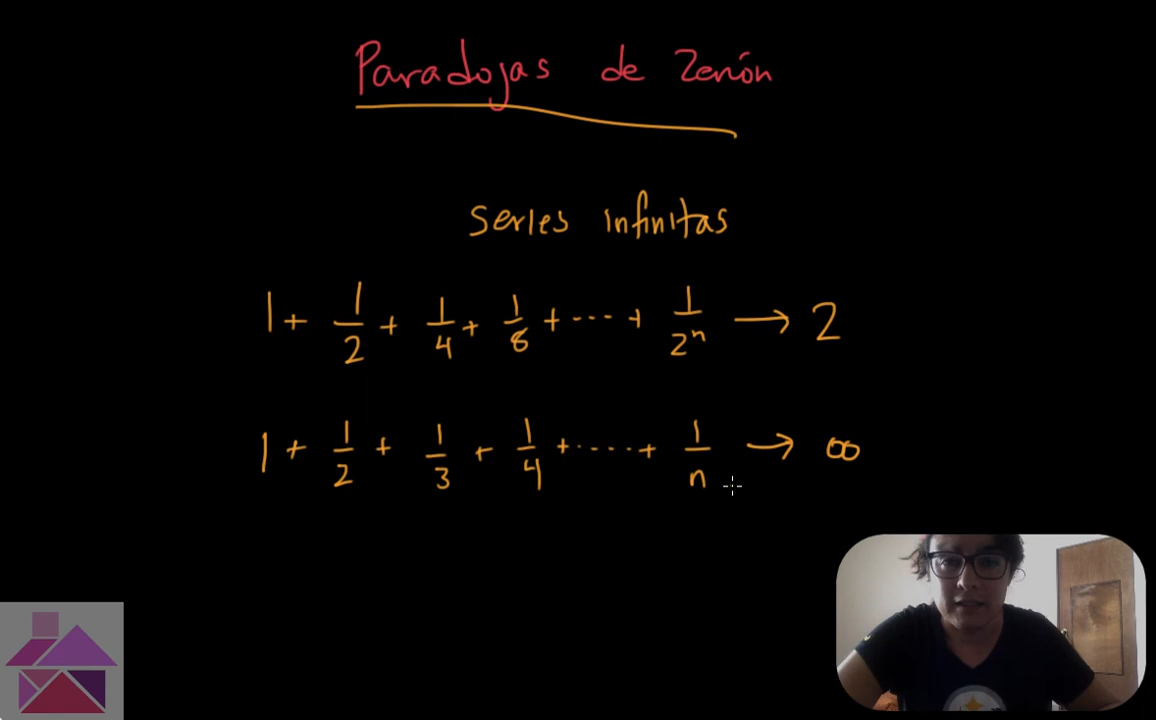 Paradojas de Zenón
series infinitas
1 + 1/2 + 1/4 + 1/8 + ... + 1/2ⁿ → 2
1 + 1/2 + 1/3 + 1/4 + ..... + 1/n → ∞